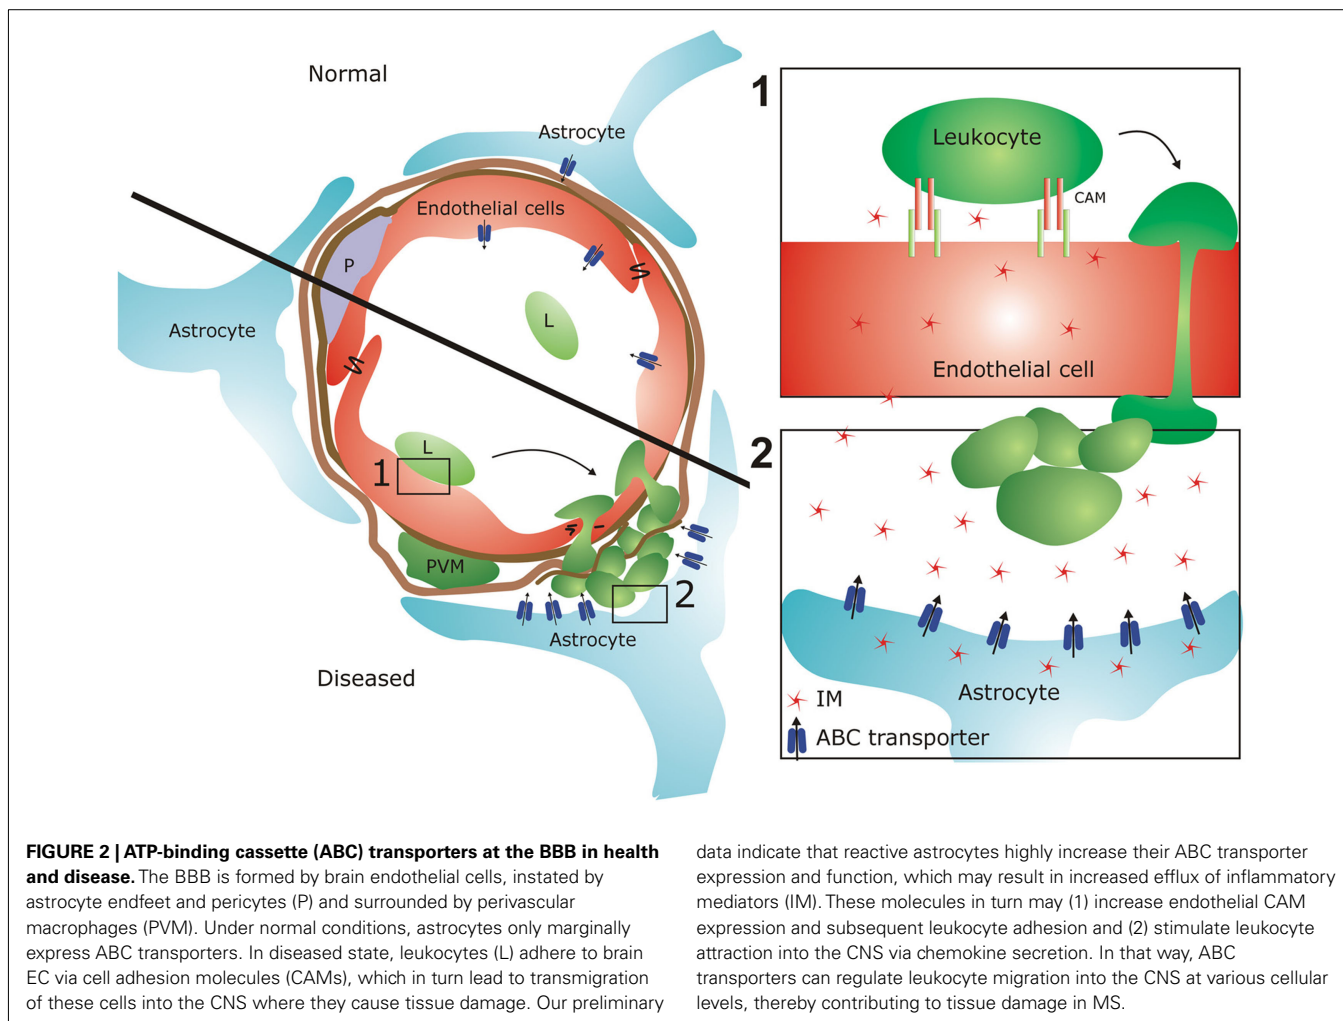 Normal
Astrocyte
Endothelial cells
P
L
Astrocyte
L
1
PVM
2
Astrocyte
Diseased
1
Leukocyte
CAM
Endothelial cell
2
Astrocyte
IM
ABC transporter
FIGURE 2 | ATP-binding cassette (ABC) transporters at the BBB in health
and disease. The BBB is formed by brain endothelial cells, instated by
astrocyte endfeet and pericytes (P) and surrounded by perivascular
macrophages (PVM). Under normal conditions, astrocytes only marginally
express ABC transporters. In diseased state, leukocytes (L) adhere to brain
EC via cell adhesion molecules (CAMs), which in turn lead to transmigration
of these cells into the CNS where they cause tissue damage. Our preliminary
data indicate that reactive astrocytes highly increase their ABC transporter
expression and function, which may result in increased efflux of inflammatory
mediators (IM). These molecules in turn may (1) increase endothelial CAM
expression and subsequent leukocyte adhesion and (2) stimulate leukocyte
attraction into the CNS via chemokine secretion. In that way, ABC
transporters can regulate leukocyte migration into the CNS at various cellular
levels, thereby contributing to tissue damage in MS.